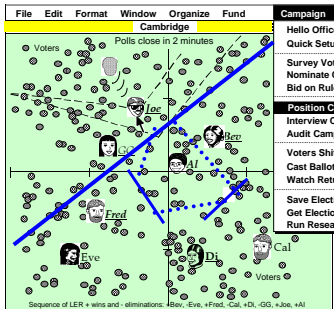 File Edit Format Window Organize Fund Campaign
Cambridge
Polls close in 2 minutes
Voters
Hello Offic
Quick Setu
Survey Vot
Nominate C
Bid on Rul
Position C
Interview C
Audit Camp
Voters Shif
Cast Ballot
Watch Retu
Save Elect
Get Electio
Run Resea
Joe
Bev
GG
Al
Fred
Eve
Di
Cal
Voters
Sequence of LER + wins and - eliminations: +Bev, -Eve, +Fred, -Cal, +Di, -GG, +Joe, +Al